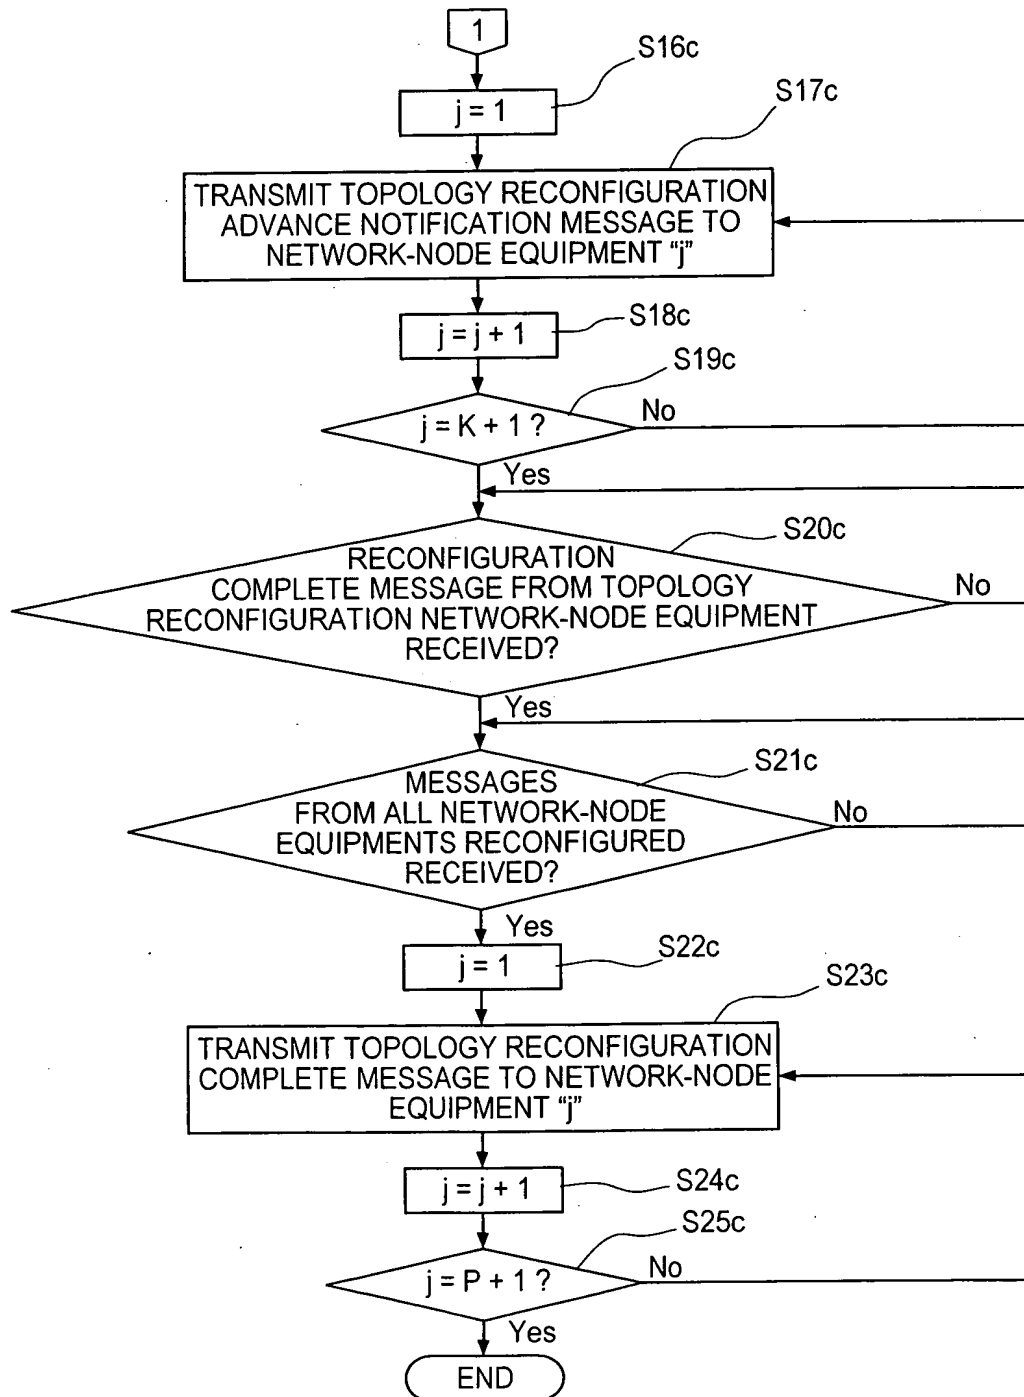 1
S16c
j = 1
S17c
TRANSMIT TOPOLOGY RECONFIGURATION
ADVANCE NOTIFICATION MESSAGE TO
NETWORK-NODE EQUIPMENT “j”
S18c
j = j + 1
S19c
j = K + 1 ?
No
Yes
S20c
RECONFIGURATION
COMPLETE MESSAGE FROM TOPOLOGY
RECONFIGURATION NETWORK-NODE EQUIPMENT
RECEIVED?
No
Yes
S21c
MESSAGES
FROM ALL NETWORK-NODE
EQUIPMENTS RECONFIGURED
RECEIVED?
No
Yes
S22c
j = 1
S23c
TRANSMIT TOPOLOGY RECONFIGURATION
COMPLETE MESSAGE TO NETWORK-NODE
EQUIPMENT “j”
S24c
j = j + 1
S25c
j = P + 1 ?
No
Yes
END